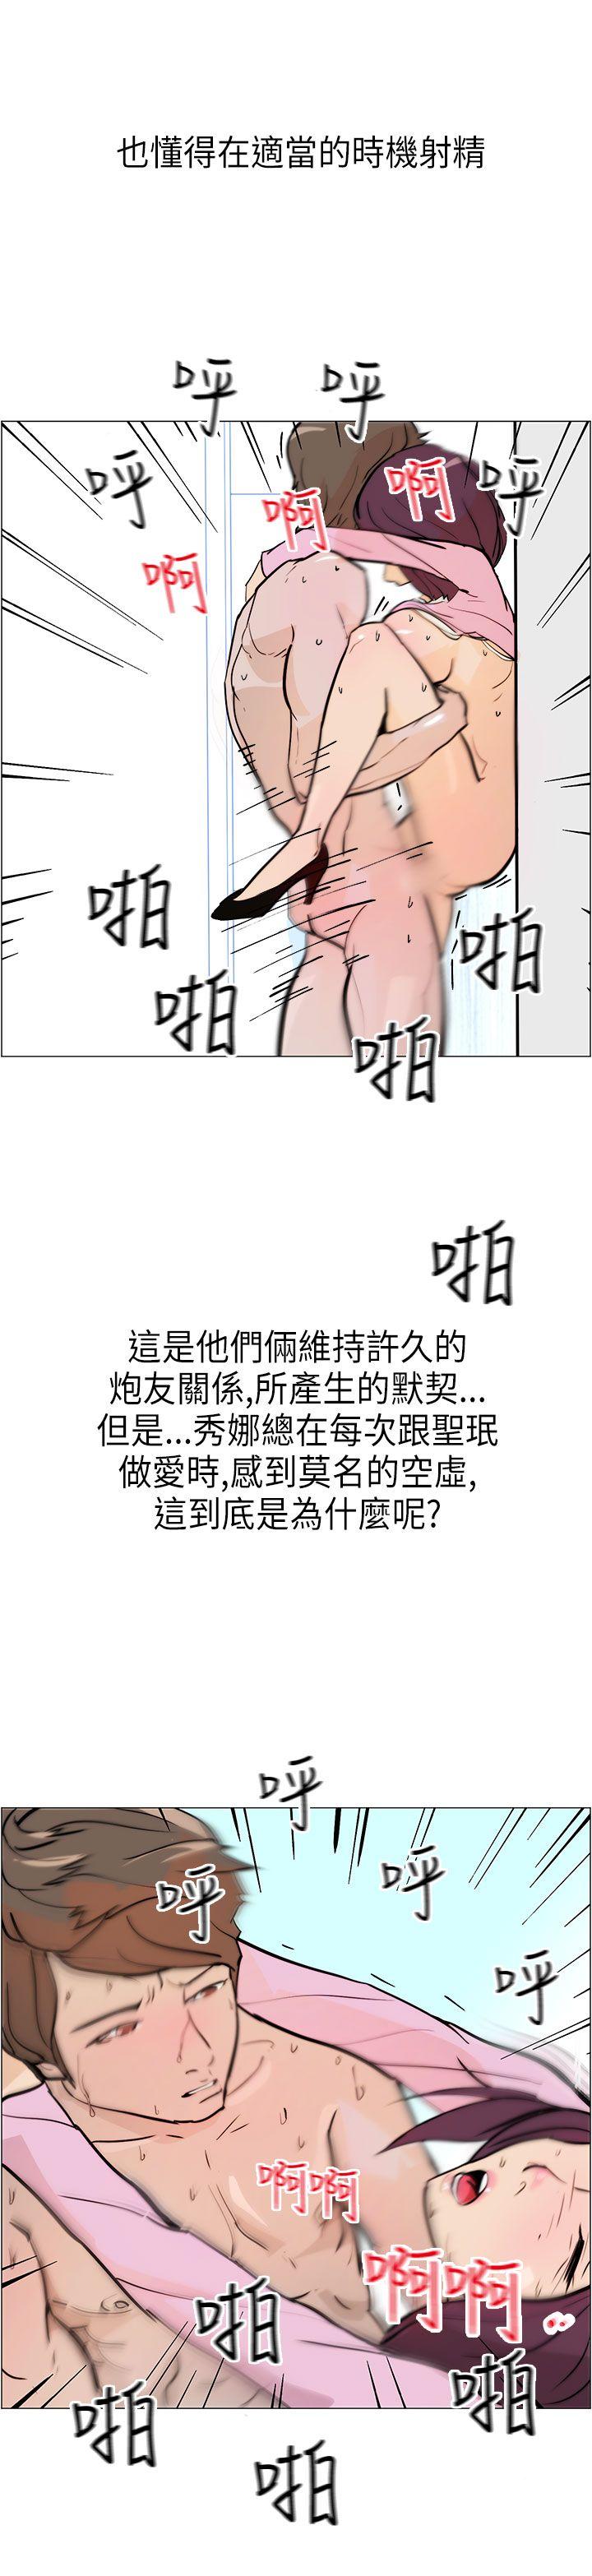 也懂得在適當的時機射精
呼
呼
呼
啊
啊
呼
啊
啪
啪
啪
啪
啪
這是他們倆維持許久的
炮友關係,所產生的默契...
但是...秀娜總在每次跟聖珉
做愛時,感到莫名的空虛,
這到底是為什麼呢?
呼
呼
呼
呼
啊啊
啊啊..
啪
啪
啪
啪